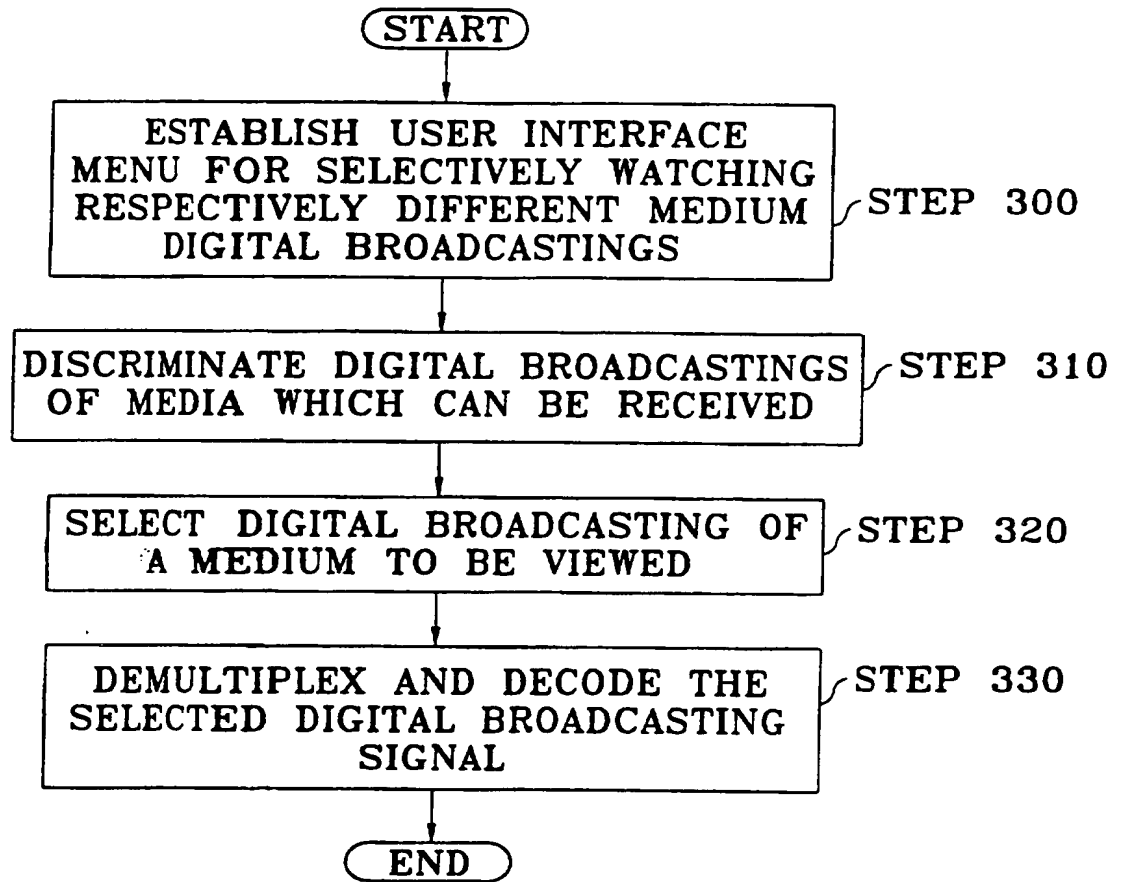 START
ESTABLISH USER INTERFACE
MENU FOR SELECTIVELY WATCHING
RESPECTIVELY DIFFERENT MEDIUM
DIGITAL BROADCASTINGS
STEP 300
DISCRIMINATE DIGITAL BROADCASTINGS
OF MEDIA WHICH CAN BE RECEIVED
STEP 310
SELECT DIGITAL BROADCASTING OF
A MEDIUM TO BE VIEWED
STEP 320
DEMULTIPLEX AND DECODE THE
SELECTED DIGITAL BROADCASTING
SIGNAL
STEP 330
END